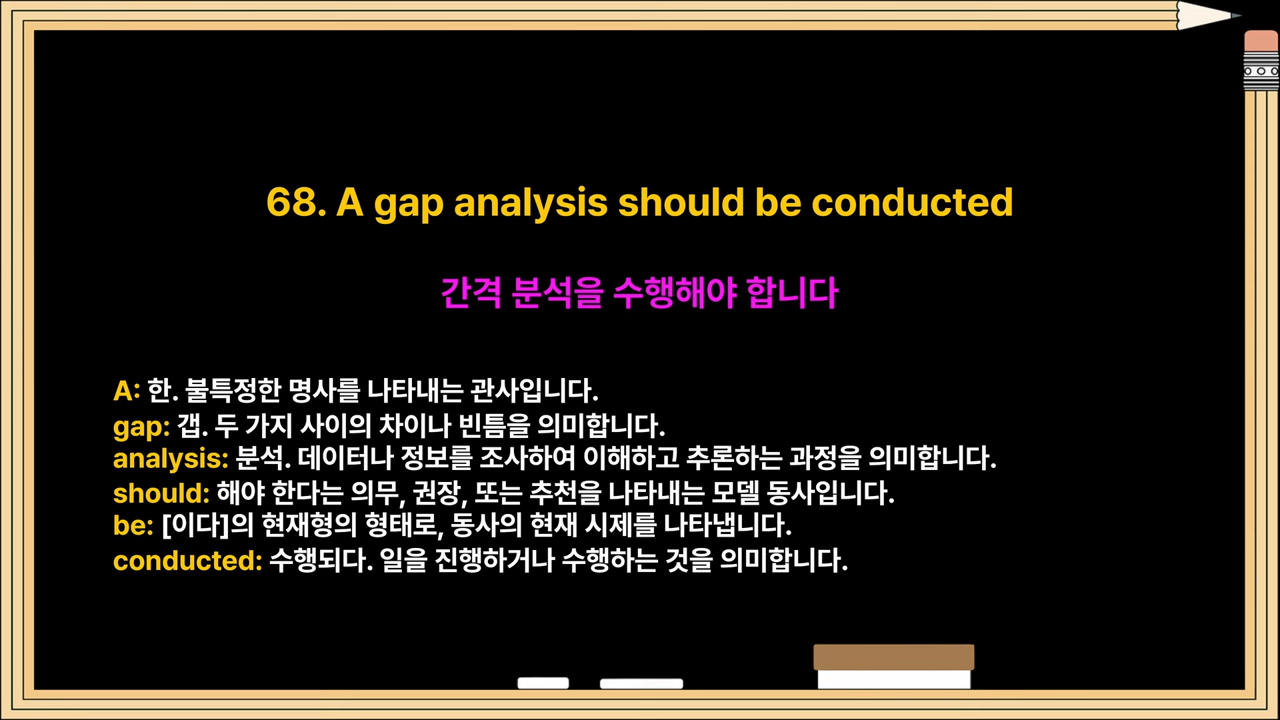 68. A gap analysis should be conducted
간격 분석을 수행해야 합니다
A: 한. 불특정한 명사를 나타내는 관사입니다.
gap: 갭. 두 가지 사이의 차이나 빈틈을 의미합니다.
analysis: 분석. 데이터나 정보를 조사하여 이해하고 추론하는 과정을 의미합니다.
should: 해야 한다는 의무, 권장, 또는 추천을 나타내는 모델 동사입니다.
be: [이다]의 현재형의 형태로, 동사의 현재 시제를 나타냅니다.
conducted: 수행되다. 일을 진행하거나 수행하는 것을 의미합니다.